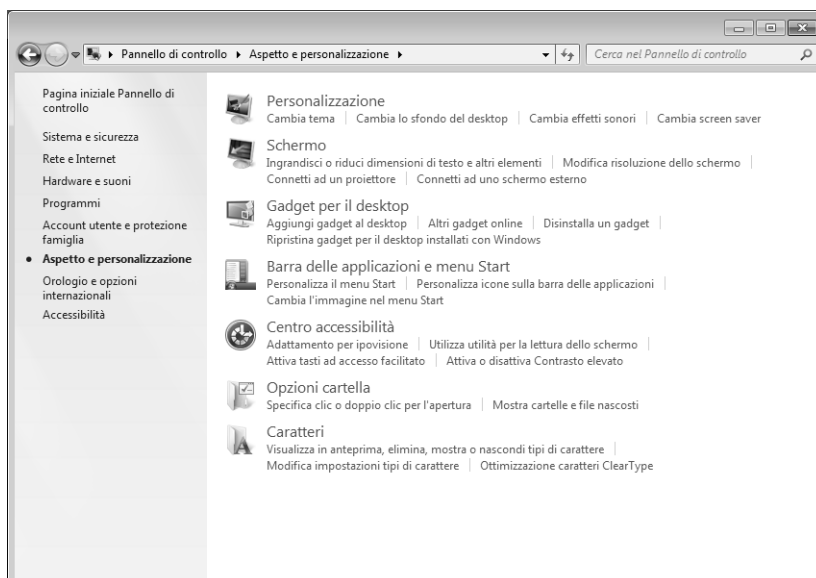 Pannello di controllo Aspetto e personalizzazione Cerca nel Pannello di controllo
Pagina iniziale Pannello di
controllo
Sistema e sicurezza
Rete e Internet
Hardware e suoni
Programmi
Account utente e protezione
famiglia
Aspetto e personalizzazione
Orologio e opzioni
internazionali
Accessibilità
Personalizzazione
Cambia tema Cambia lo sfondo del desktop Cambia effetti sonori Cambia screen saver
Schermo
Ingrandisci o riduci dimensioni di testo e altri elementi Modifica risoluzione dello schermo
Connetti ad un proiettore Connetti ad uno schermo esterno
Gadget per il desktop
Aggiungi gadget al desktop Altri gadget online Disinstalla un gadget
Ripristina gadget per il desktop installati con Windows
Barra delle applicazioni e menu Start
Personalizza il menu Start Personalizza icone sulla barra delle applicazioni
Cambia l'immagine nel menu Start
Centro accessibilità
Adattamento per ipovisione Utilizza utilità per la lettura dello schermo
Attiva tasti ad accesso facilitato Attiva o disattiva Contrasto elevato
Opzioni cartella
Specifica clic o doppio clic per l'apertura Mostra cartelle e file nascosti
Caratteri
Visualizza in anteprima, elimina, mostra o nascondi tipi di carattere
Modifica impostazioni tipi di carattere Ottimizzazione caratteri ClearType